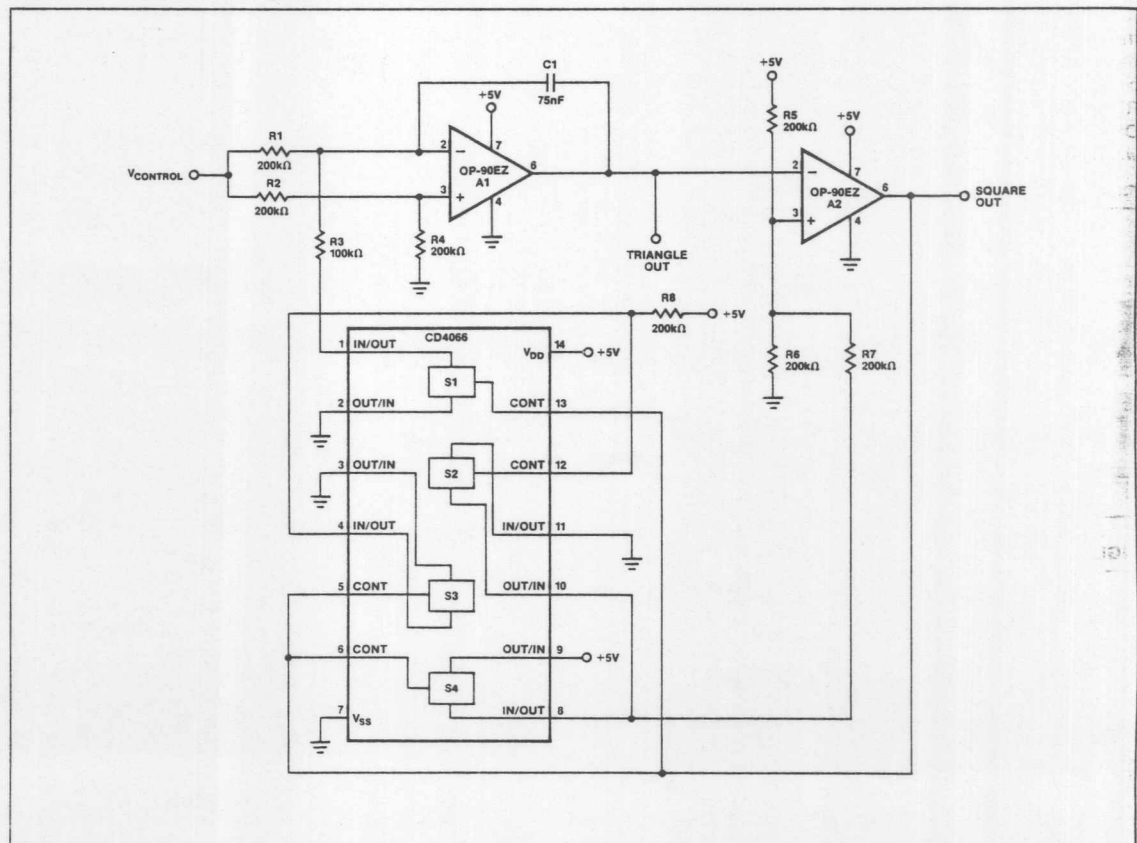 C1
75nF
+5V
R1
200kΩ
VCONTROL
R2
200kΩ
2
3
7
6
4
OP-90EZ
A1
R3
100kΩ
R4
200kΩ
TRIANGLE
OUT
+5V
R5
200kΩ
+5V
2
3
7
6
4
OP-90EZ
A2
SQUARE
OUT
R8
200kΩ
+5V
R6
200kΩ
R7
200kΩ
CD4066
1 IN/OUT
2 OUT/IN
3 OUT/IN
4 IN/OUT
5 CONT
6 CONT
7 VSS
S1
S2
S3
S4
VDD 14 +5V
CONT 13
CONT 12
IN/OUT 11
OUT/IN 10
OUT/IN 9 +5V
IN/OUT 8